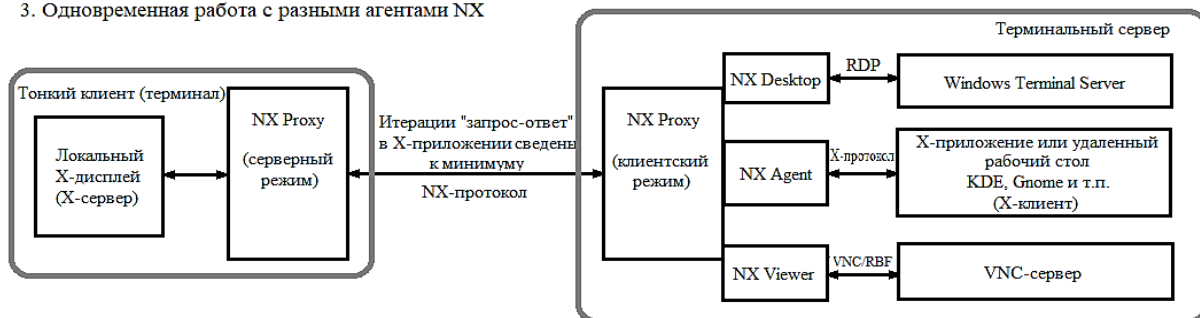 3. Одновременная работа с разными агентами NX
Терминальный сервер
Тонкий клиент (терминал)
Локальный
X-дисплей
(X-сервер)
NX Proxy
(серверный
режим)
Итерации "запрос-ответ"
в X-приложении сведены
к минимуму
NX-протокол
NX Proxy
(клиентский
режим)
NX Desktop
RDP
Windows Terminal Server
NX Agent
X-протокол
X-приложение или удаленный
рабочий стол
KDE, Gnome и т.п.
(X-клиент)
NX Viewer
VNC/RBF
VNC-сервер